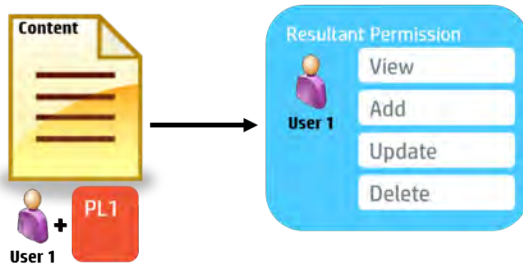 Content
PL1
User 1
Resultant Permission
User 1
View
Add
Update
Delete